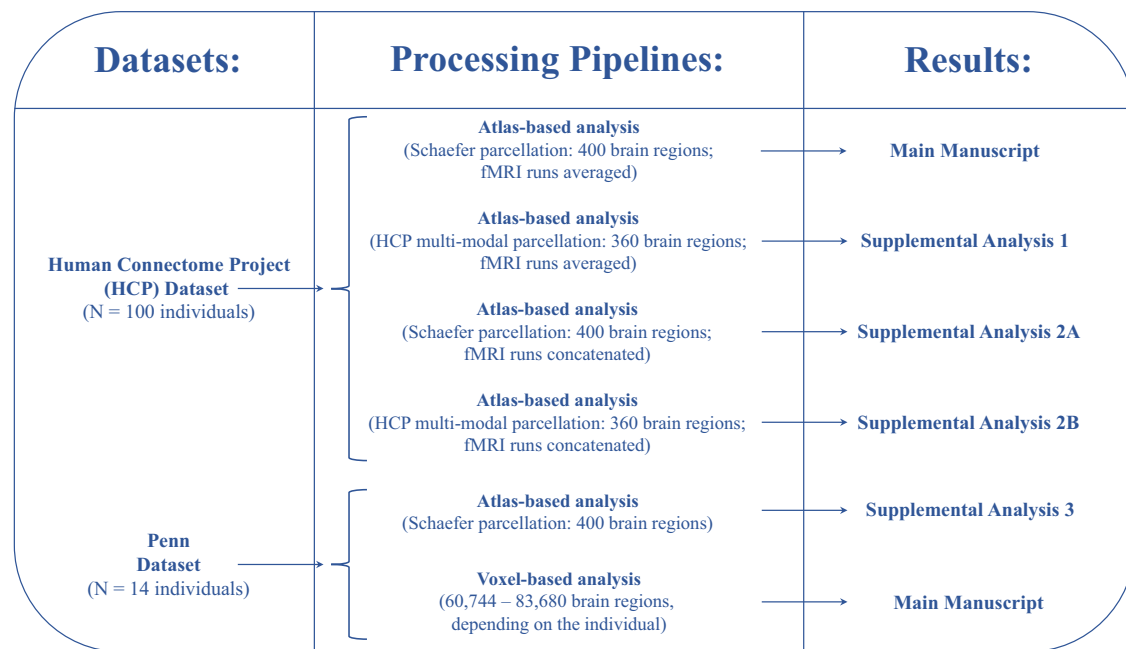 Datasets:
Processing Pipelines:
Results:
Human Connectome Project
(HCP) Dataset
(N = 100 individuals)
Atlas-based analysis
(Schaefer parcellation: 400 brain regions;
fMRI runs averaged)
Main Manuscript
Atlas-based analysis
(HCP multi-modal parcellation: 360 brain regions;
fMRI runs averaged)
Supplemental Analysis 1
Atlas-based analysis
(Schaefer parcellation: 400 brain regions;
fMRI runs concatenated)
Supplemental Analysis 2A
Atlas-based analysis
(HCP multi-modal parcellation: 360 brain regions;
fMRI runs concatenated)
Supplemental Analysis 2B
Penn
Dataset
(N = 14 individuals)
Atlas-based analysis
(Schaefer parcellation: 400 brain regions)
Supplemental Analysis 3
Voxel-based analysis
(60,744 – 83,680 brain regions,
depending on the individual)
Main Manuscript